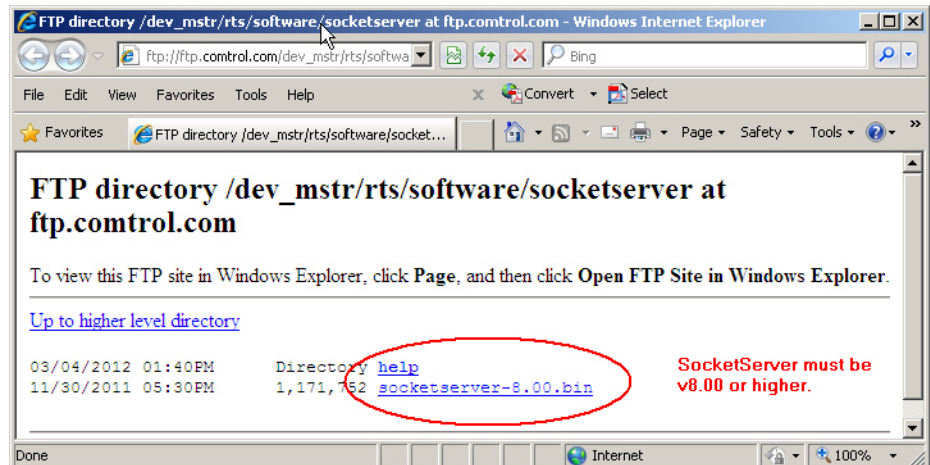 FTP directory /dev_mstr/rts/software/socketserver at ftp.comtrol.com - Windows Internet Explorer
ftp://ftp.comtrol.com/dev_mstr/rts/softwa
Bing
File Edit View Favorites Tools Help
x Convert Select
Favorites
FTP directory /dev_mstr/rts/software/socket...
Page Safety Tools »
FTP directory /dev_mstr/rts/software/socketserver at
ftp.comtrol.com
To view this FTP site in Windows Explorer, click Page, and then click Open FTP Site in Windows Explorer.
Up to higher level directory
03/04/2012 01:40PM Directory help
11/30/2011 05:30PM 1,171,752 socketserver-8.00.bin
SocketServer must be
v8.00 or higher.
Done
Internet
100%